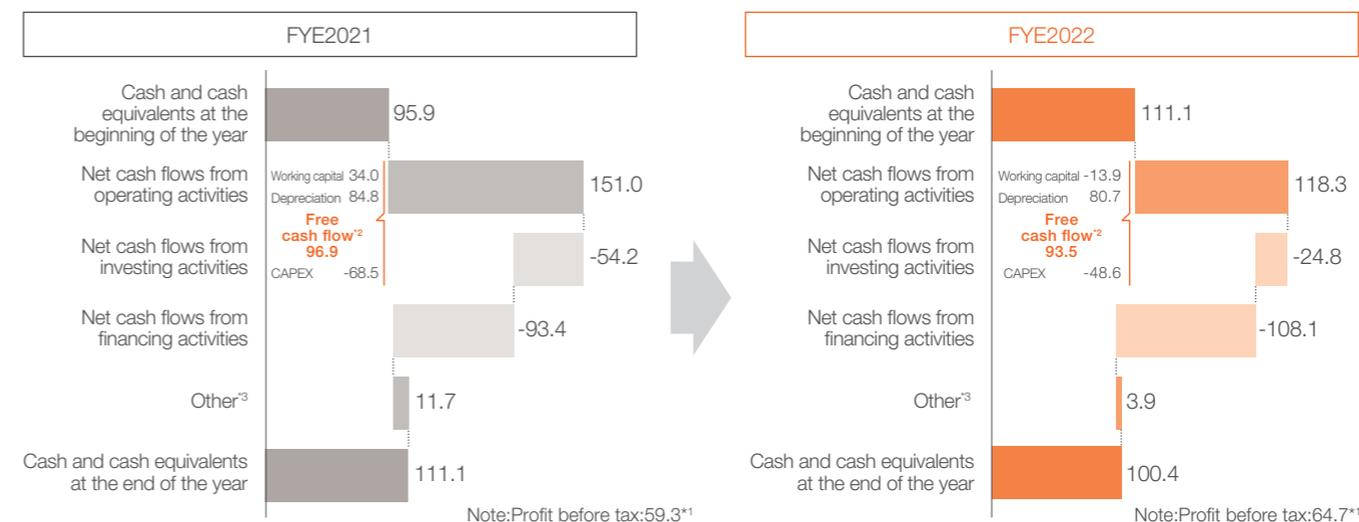 FYE2021
Cash and cash
equivalents at the
beginning of the year
95.9
Net cash flows from
operating activities
Working capital 34.0
Depreciation 84.8
151.0
Free
cash flow*2
96.9
Net cash flows from
investing activities
CAPEX -68.5
-54.2
Net cash flows from
financing activities
-93.4
Other*3
11.7
Cash and cash equivalents
at the end of the year
111.1
Note:Profit before tax:59.3*1
FYE2022
Cash and cash
equivalents at the
beginning of the year
111.1
Net cash flows from
operating activities
Working capital -13.9
Depreciation 80.7
118.3
Free
cash flow*2
93.5
Net cash flows from
investing activities
CAPEX -48.6
-24.8
Net cash flows from
financing activities
-108.1
Other*3
3.9
Cash and cash equivalents
at the end of the year
100.4
Note:Profit before tax:64.7*1